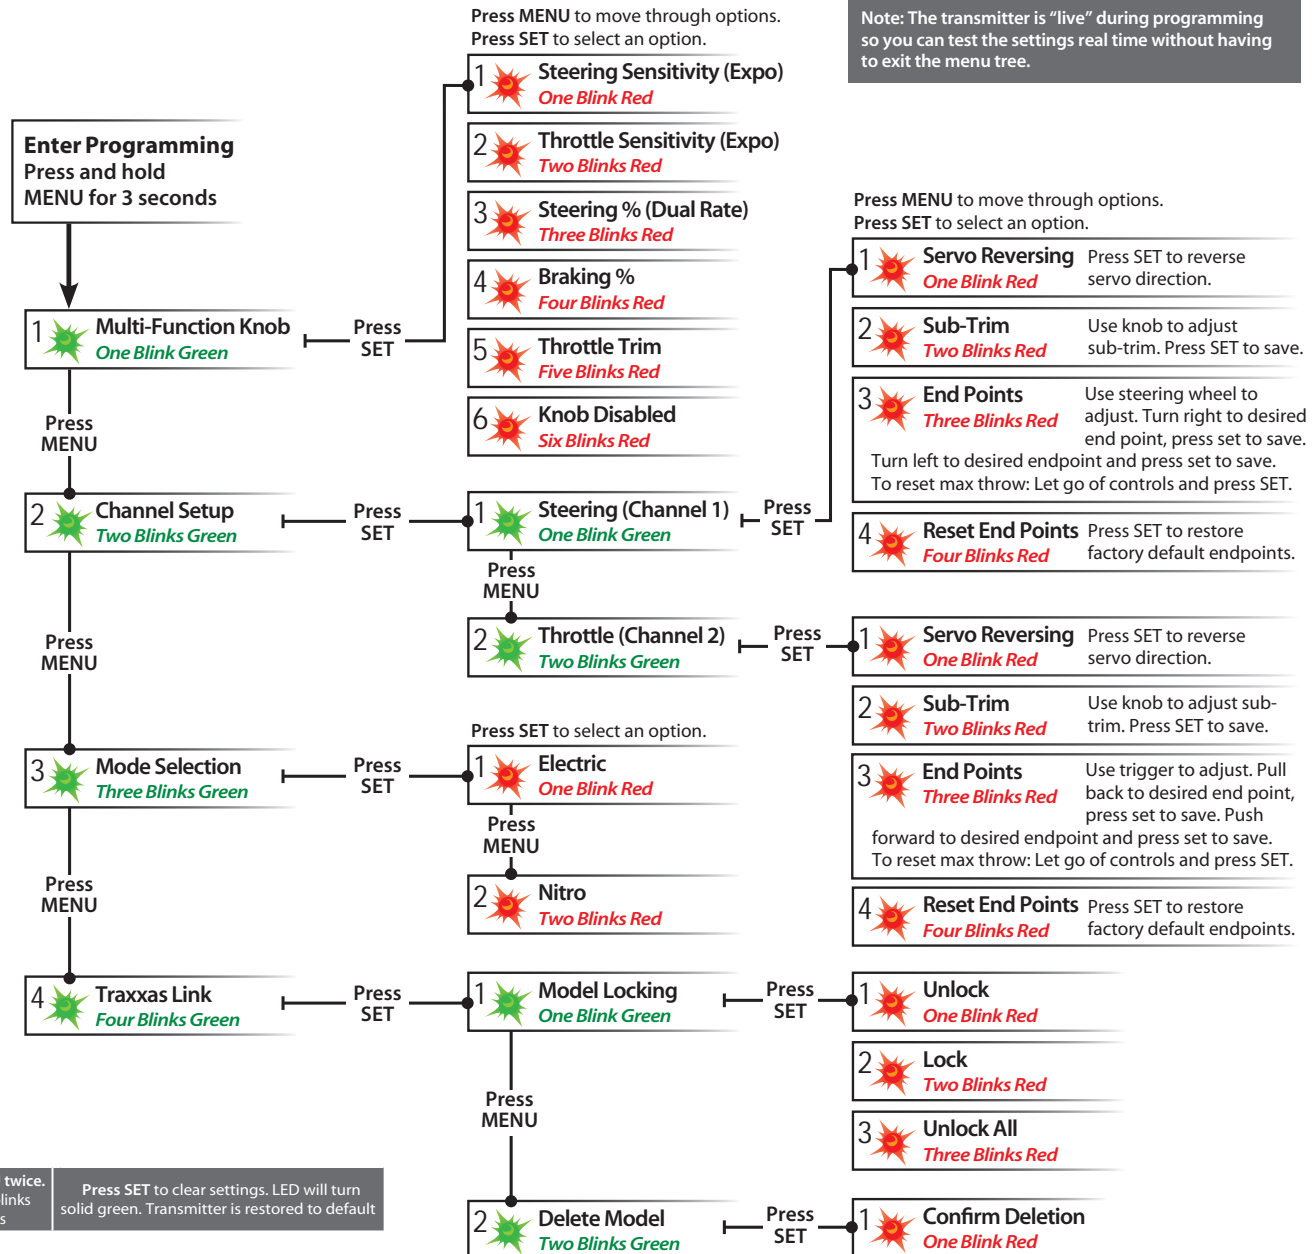 Press MENU to move through options.
Press SET to select an option.
Note: The transmitter is “live” during programming
so you can test the settings real time without having
to exit the menu tree.
Enter Programming
Press and hold
MENU for 3 seconds
1 Multi-Function Knob
One Blink Green
Press
SET
1 Steering Sensitivity (Expo)
One Blink Red
2 Throttle Sensitivity (Expo)
Two Blinks Red
3 Steering % (Dual Rate)
Three Blinks Red
4 Braking %
Four Blinks Red
5 Throttle Trim
Five Blinks Red
6 Knob Disabled
Six Blinks Red
Press
MENU
2 Channel Setup
Two Blinks Green
Press
SET
1 Steering (Channel 1)
One Blink Green
Press
SET
Press MENU to move through options.
Press SET to select an option.
1 Servo Reversing
One Blink Red
Press SET to reverse
servo direction.
2 Sub-Trim
Two Blinks Red
Use knob to adjust
sub-trim. Press SET to save.
3 End Points
Three Blinks Red
Use steering wheel to
adjust. Turn right to desired
end point, press set to save.
Turn left to desired endpoint and press set to save.
To reset max throw: Let go of controls and press SET.
4 Reset End Points
Four Blinks Red
Press SET to restore
factory default endpoints.
Press
MENU
2 Throttle (Channel 2)
Two Blinks Green
Press
SET
1 Servo Reversing
One Blink Red
Press SET to reverse
servo direction.
2 Sub-Trim
Two Blinks Red
Use knob to adjust sub-
trim. Press SET to save.
3 End Points
Three Blinks Red
Use trigger to adjust. Pull
back to desired end point,
press set to save. Push
forward to desired endpoint and press set to save.
To reset max throw: Let go of controls and press SET.
4 Reset End Points
Four Blinks Red
Press SET to restore
factory default endpoints.
Press
MENU
3 Mode Selection
Three Blinks Green
Press
SET
Press SET to select an option.
1 Electric
One Blink Red
Press
MENU
2 Nitro
Two Blinks Red
Press
MENU
4 Traxxas Link
Four Blinks Green
Press
SET
1 Model Locking
One Blink Green
Press
SET
1 Unlock
One Blink Red
2 Lock
Two Blinks Red
3 Unlock All
Three Blinks Red
Press
MENU
2 Delete Model
Two Blinks Green
Press
SET
1 Confirm Deletion
One Blink Red
twice.
Press SET to clear settings. LED will turn
solid green. Transmitter is restored to default